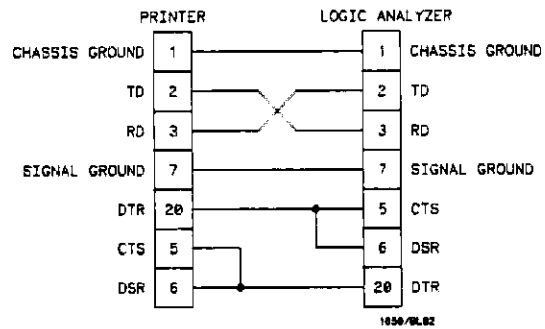 PRINTER LOGIC ANALYZER
CHASSIS GROUND 1 1 CHASSIS GROUND
TD 2 2 TD
RD 3 3 RD
SIGNAL GROUND 7 7 SIGNAL GROUND
DTR 20 5 CTS
CTS 5 6 DSR
DSR 6 20 DTR